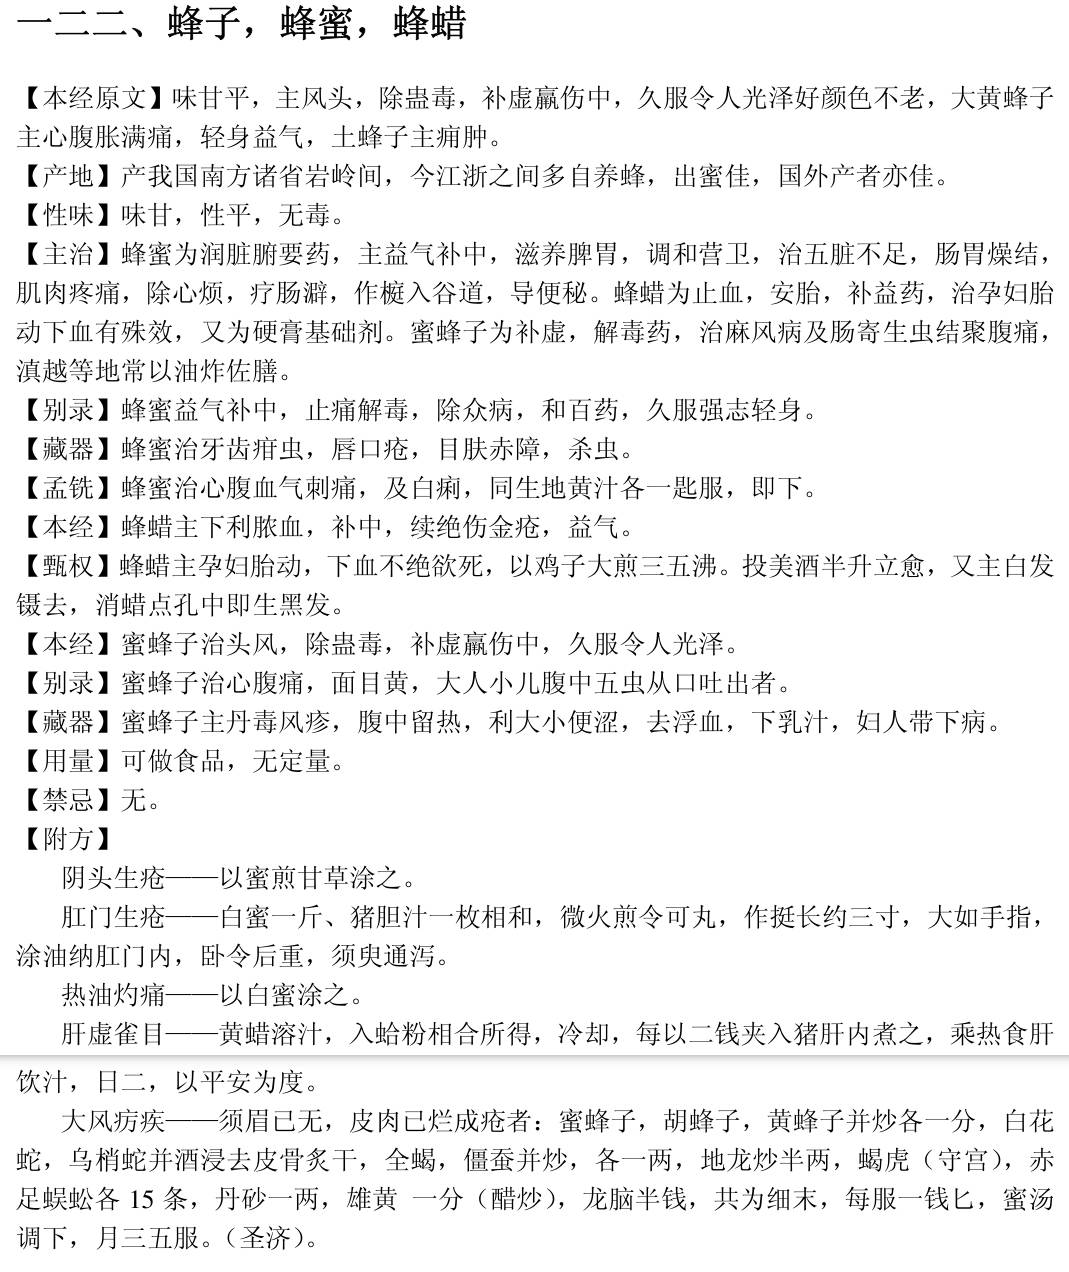 一二二、蜂子，蜂蜜，蜂蜡
【本经原文】味甘平，主风头，除蛊毒，补虚羸伤中，久服令人光泽好颜色不老，大黄蜂子
主心腹胀满痛，轻身益气，土蜂子主痈肿。
【产地】产我国南方诸省岩岭间，今江浙之间多自养蜂，出蜜佳，国外产者亦佳。
【性味】味甘，性平，无毒。
【主治】蜂蜜为润脏腑要药，主益气补中，滋养脾胃，调和营卫，治五脏不足，肠胃燥结，
肌肉疼痛，除心烦，疗肠澼，作梃入谷道，导便秘。蜂蜡为止血，安胎，补益药，治孕妇胎
动下血有殊效，又为硬膏基础剂。蜜蜂子为补虚，解毒药，治麻风病及肠寄生虫结聚腹痛，
滇越等地常以油炸佐膳。
【别录】蜂蜜益气补中，止痛解毒，除众病，和百药，久服强志轻身。
【藏器】蜂蜜治牙齿疳虫，唇口疮，目肤赤障，杀虫。
【孟铣】蜂蜜治心腹血气刺痛，及白痢，同生地黄汁各一匙服，即下。
【本经】蜂蜡主下利脓血，补中，续绝伤金疮，益气。
【甄权】蜂蜡主孕妇胎动，下血不绝欲死，以鸡子大煎三五沸。投美酒半升立愈，又主白发
镊去，消蜡点孔中即生黑发。
【本经】蜜蜂子治头风，除蛊毒，补虚羸伤中，久服令人光泽。
【别录】蜜蜂子治心腹痛，面目黄，大人小儿腹中五虫从口吐出者。
【藏器】蜜蜂子主丹毒风疹，腹中留热，利大小便涩，去浮血，下乳汁，妇人带下病。
【用量】可做食品，无定量。
【禁忌】无。
【附方】
阴头生疮——以蜜煎甘草涂之。
肛门生疮——白蜜一斤、猪胆汁一枚相和，微火煎令可丸，作挺长约三寸，大如手指，
涂油纳肛门内，卧令后重，须臾通泻。
热油灼痛——以白蜜涂之。
肝虚雀目——黄蜡溶汁，入蛤粉相合所得，冷却，每以二钱夹入猪肝内煮之，乘热食肝
饮汁，日二，以平安为度。
大风疠疾——须眉已无，皮肉已烂成疮者：蜜蜂子，胡蜂子，黄蜂子并炒各一分，白花
蛇，乌梢蛇并酒浸去皮骨炙干，全蝎，僵蚕并炒，各一两，地龙炒半两，蝎虎（守宫），赤
足蜈蚣各 15 条，丹砂一两，雄黄 一分（醋炒），龙脑半钱，共为细末，每服一钱匕，蜜汤
调下，月三五服。（圣济）。